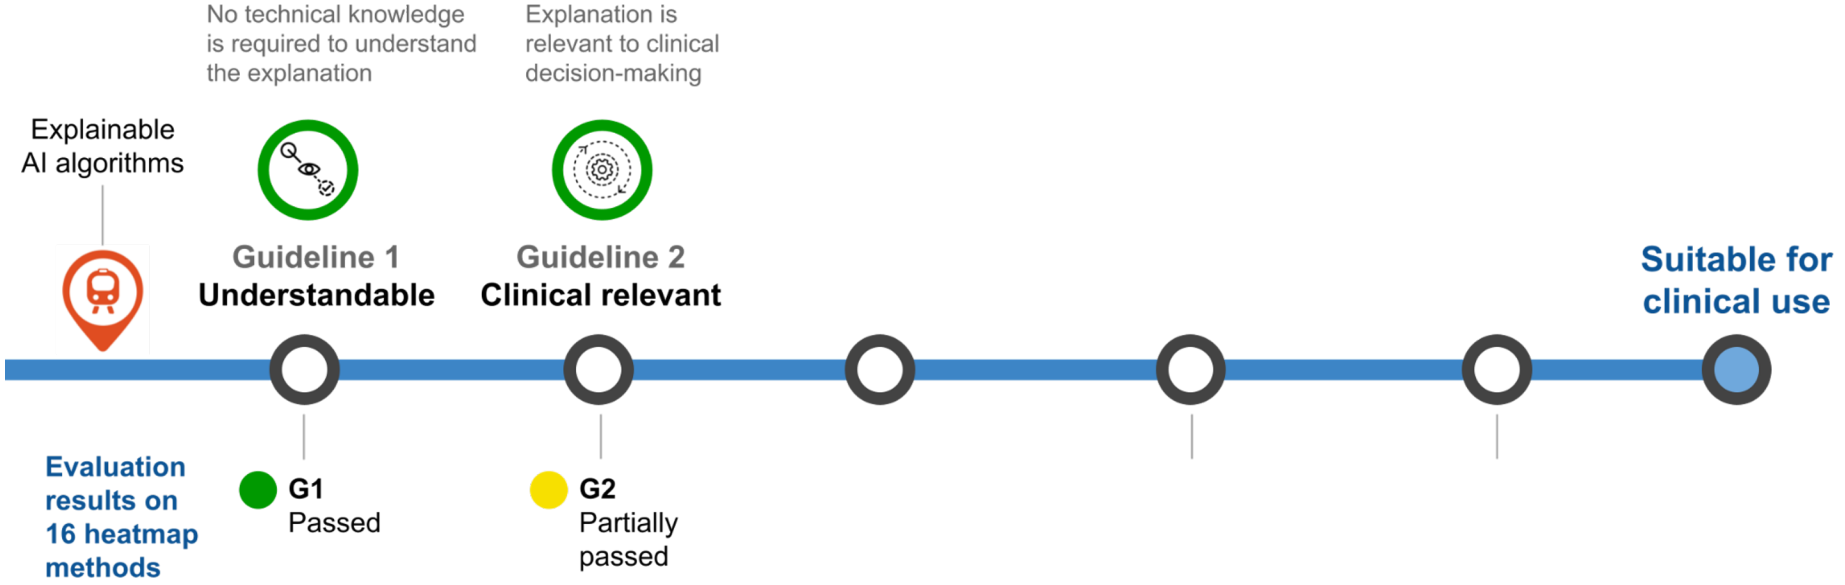 No technical knowledge
is required to understand
the explanation
Explanation is
relevant to clinical
decision-making
Explainable
AI algorithms
Guideline 1
Understandable
Guideline 2
Clinical relevant
Suitable for
clinical use
Evaluation
results on
16 heatmap
methods
G1
Passed
G2
Partially
passed